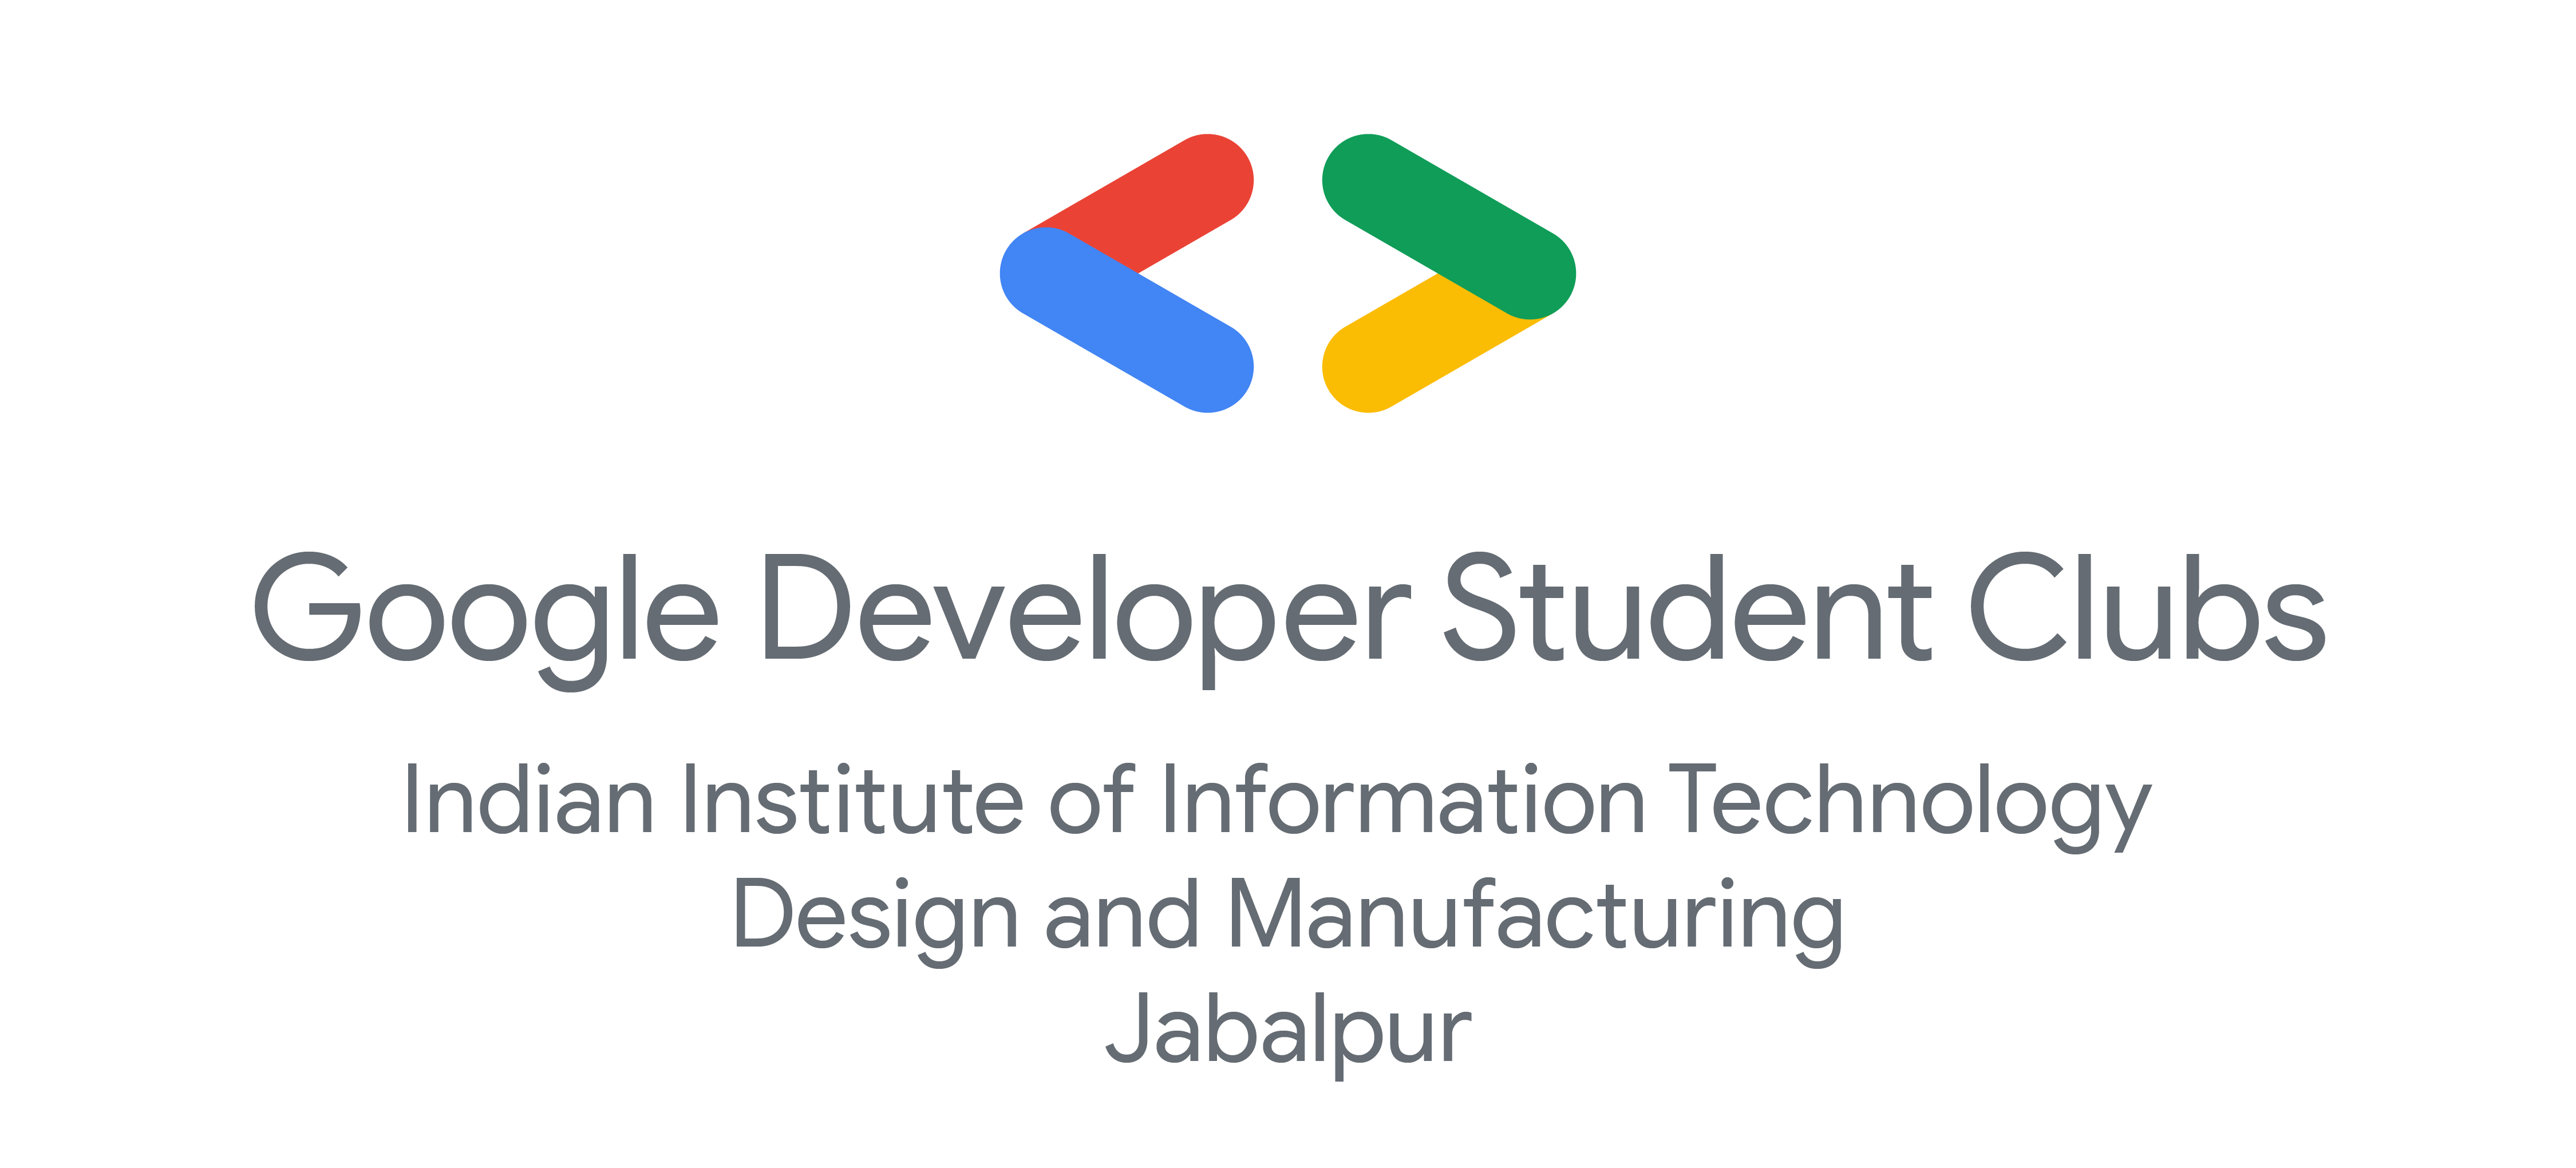 Google Developer Student Clubs
Indian Institute of Information Technology
Design and Manufacturing
Jabalpur